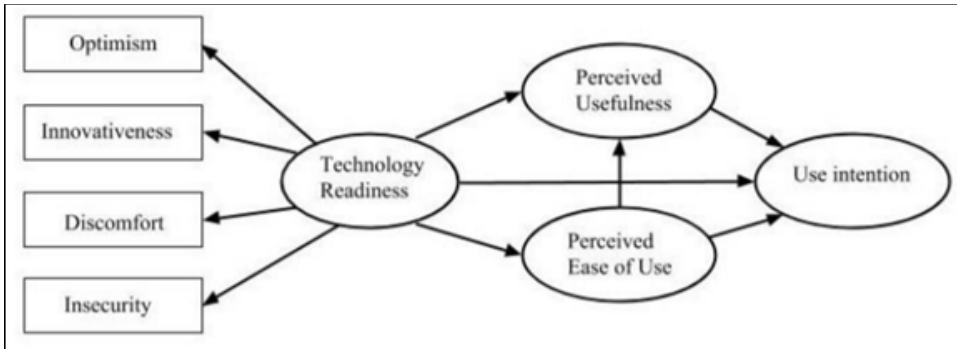 Optimism
Innovativeness
Discomfort
Insecurity
Technology
Readiness
Perceived
Usefulness
Perceived
Ease of Use
Use intention